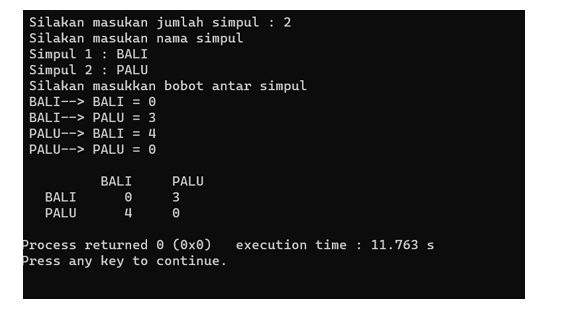 Silakan masukan jumlah simpul : 2
Silakan masukan nama simpul
Simpul 1 : BALI
Simpul 2 : PALU
Silakan masukkan bobot antar simpul
BALI--> BALI = 0
BALI--> PALU = 3
PALU--> BALI = 4
PALU--> PALU = 0
BALI PALU
BALI 0 3
PALU 4 0
Process returned 0 (0x0) execution time : 11.763 s
Press any key to continue.